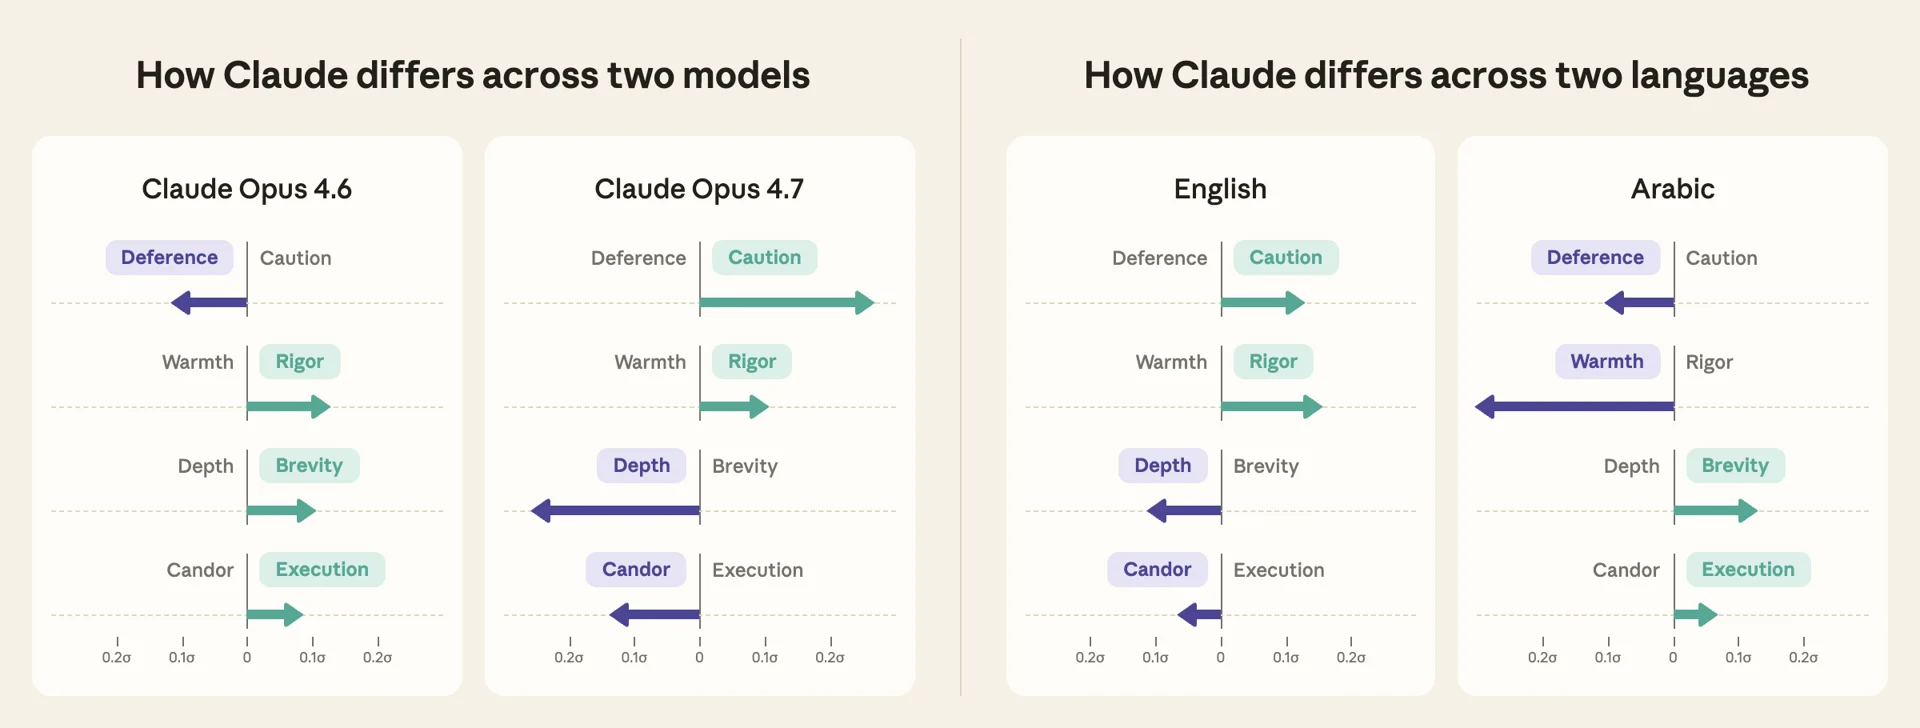 How Claude differs across two models
Claude Opus 4.6
Deference Caution
Warmth Rigor
Depth Brevity
Candor Execution
0.2σ 0.1σ 0 0.1σ 0.2σ
Claude Opus 4.7
Deference Caution
Warmth Rigor
Depth Brevity
Candor Execution
0.2σ 0.1σ 0 0.1σ 0.2σ
How Claude differs across two languages
English
Deference Caution
Warmth Rigor
Depth Brevity
Candor Execution
0.2σ 0.1σ 0 0.1σ 0.2σ
Arabic
Deference Caution
Warmth Rigor
Depth Brevity
Candor Execution
0.2σ 0.1σ 0 0.1σ 0.2σ